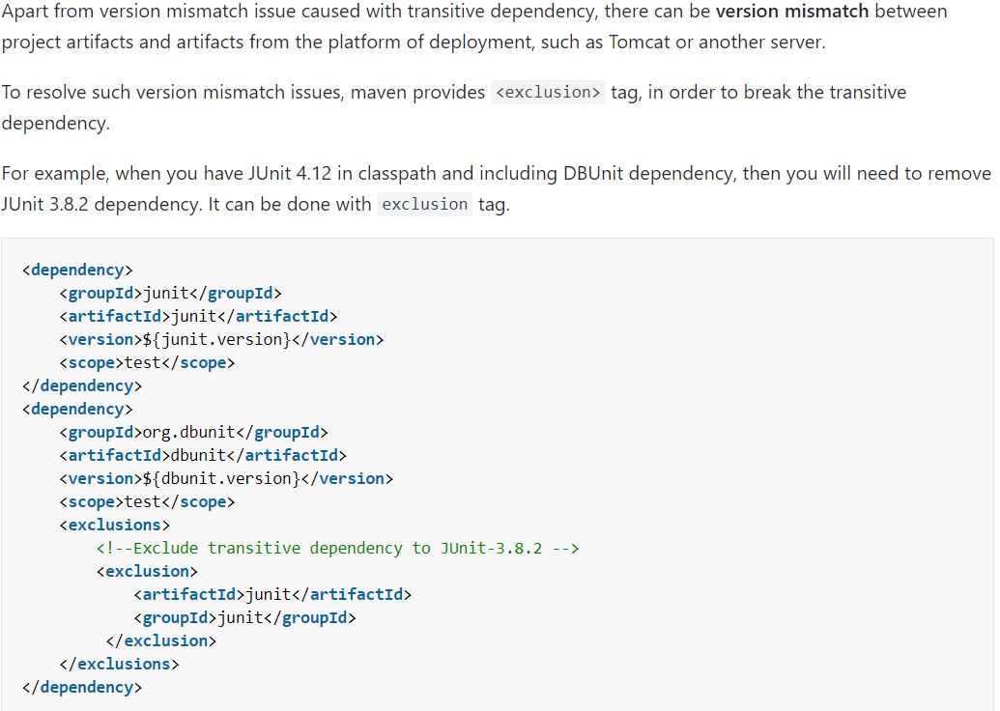 Apart from version mismatch issue caused with transitive dependency, there can be version mismatch between
project artifacts and artifacts from the platform of deployment, such as Tomcat or another server.
To resolve such version mismatch issues, maven provides <exclusion> tag, in order to break the transitive
dependency.
For example, when you have JUnit 4.12 in classpath and including DBUnit dependency, then you will need to remove
JUnit 3.8.2 dependency. It can be done with exclusion tag.
<dependency>
    <groupId>junit</groupId>
    <artifactId>junit</artifactId>
    <version>${junit.version}</version>
    <scope>test</scope>
</dependency>
<dependency>
    <groupId>org.dbunit</groupId>
    <artifactId>dbunit</artifactId>
    <version>${dbunit.version}</version>
    <scope>test</scope>
    <exclusions>
        <!--Exclude transitive dependency to JUnit-3.8.2 -->
        <exclusion>
            <artifactId>junit</artifactId>
            <groupId>junit</groupId>
         </exclusion>
    </exclusions>
</dependency>